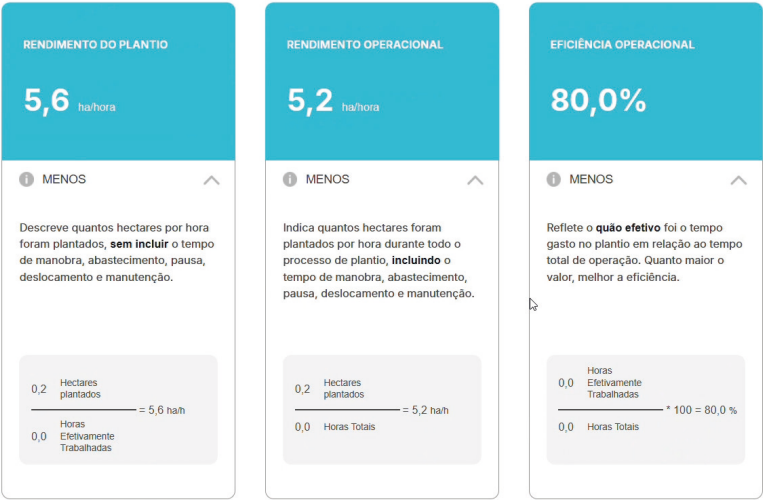 RENDIMENTO DO PLANTIO
5,6 ha/hora
MENOS
Descreve quantos hectares por hora
foram plantados, sem incluir o tempo
de manobra, abastecimento, pausa,
deslocamento e manutenção.
0,2 Hectares
plantados
= 5,6 ha/h
0,0 Horas
Efetivamente
Trabalhadas
RENDIMENTO OPERACIONAL
5,2 ha/hora
MENOS
Indica quantos hectares foram
plantados por hora durante todo o
processo de plantio, incluindo o
tempo de manobra, abastecimento,
pausa, deslocamento e manutenção.
0,2 Hectares
plantados
= 5,2 ha/h
0,0 Horas Totais
EFICIÊNCIA OPERACIONAL
80,0%
MENOS
Reflete o quão efetivo foi o tempo
gasto no plantio em relação ao tempo
total de operação. Quanto maior o
valor, melhor a eficiência.
0,0 Horas
Efetivamente
Trabalhadas
* 100 = 80,0 %
0,0 Horas Totais